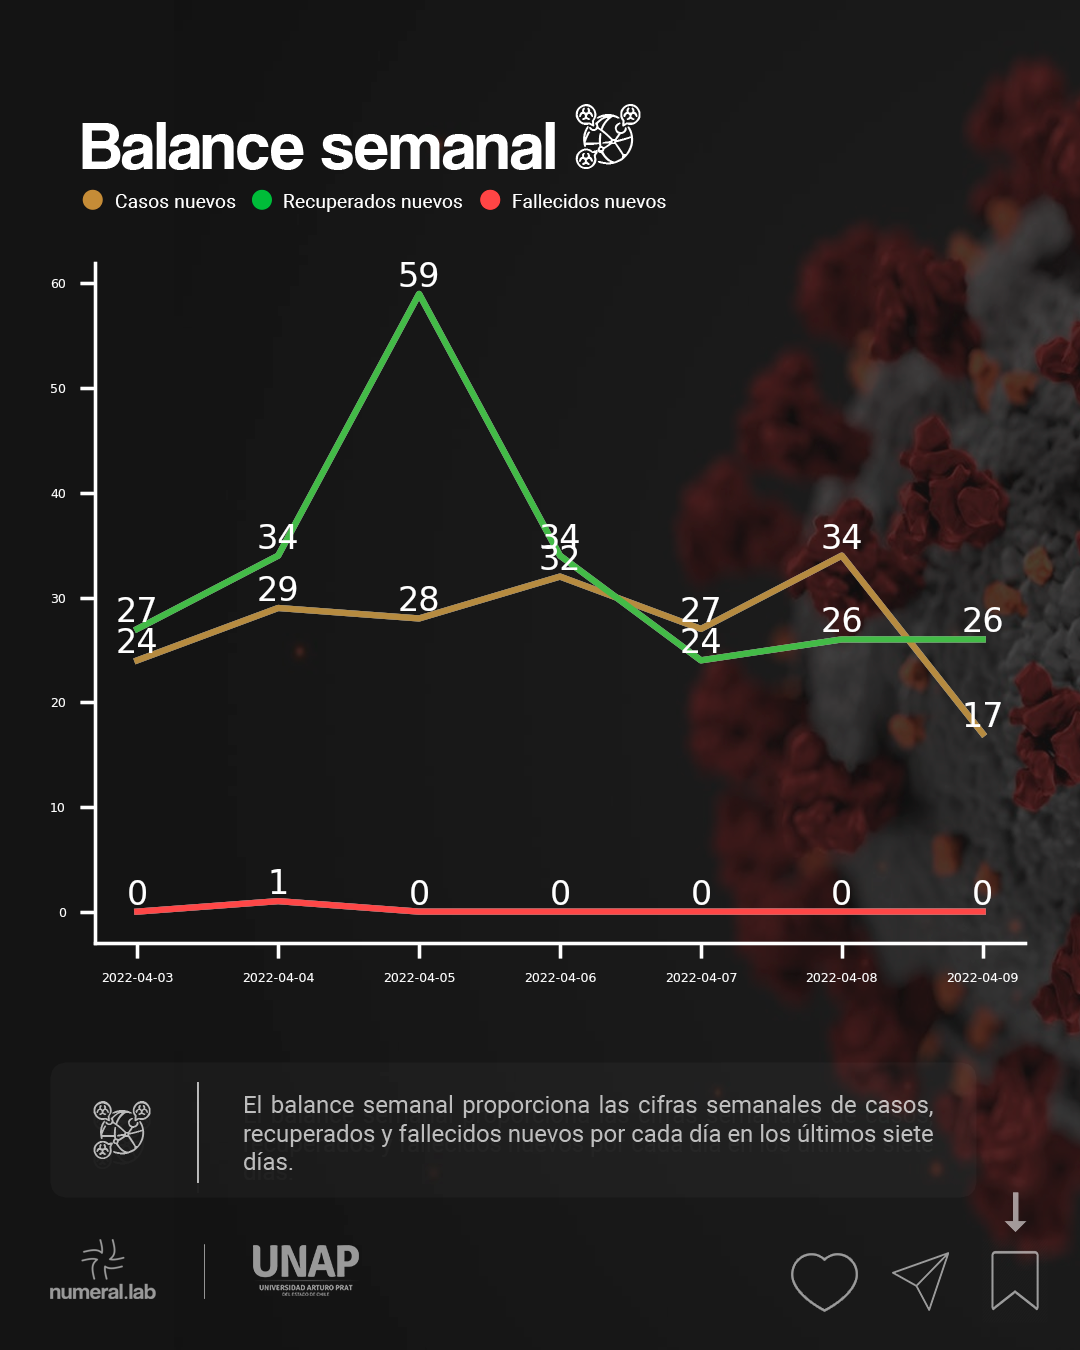 Balance semanal
Casos nuevos Recuperados nuevos Fallecidos nuevos
60
50
40
30
20
10
0
59
34
34
34
32
29
28
27
27
26
26
24
24
17
0
1
0
0
0
0
0
2022-04-03 2022-04-04 2022-04-05 2022-04-06 2022-04-07 2022-04-08 2022-04-09
El balance semanal proporciona las cifras semanales de casos,
recuperados y fallecidos nuevos por cada día en los últimos siete
días.
numeral.lab
UNAP
UNIVERSIDAD ARTURO PRAT
DEL ESTADO DE CHILE